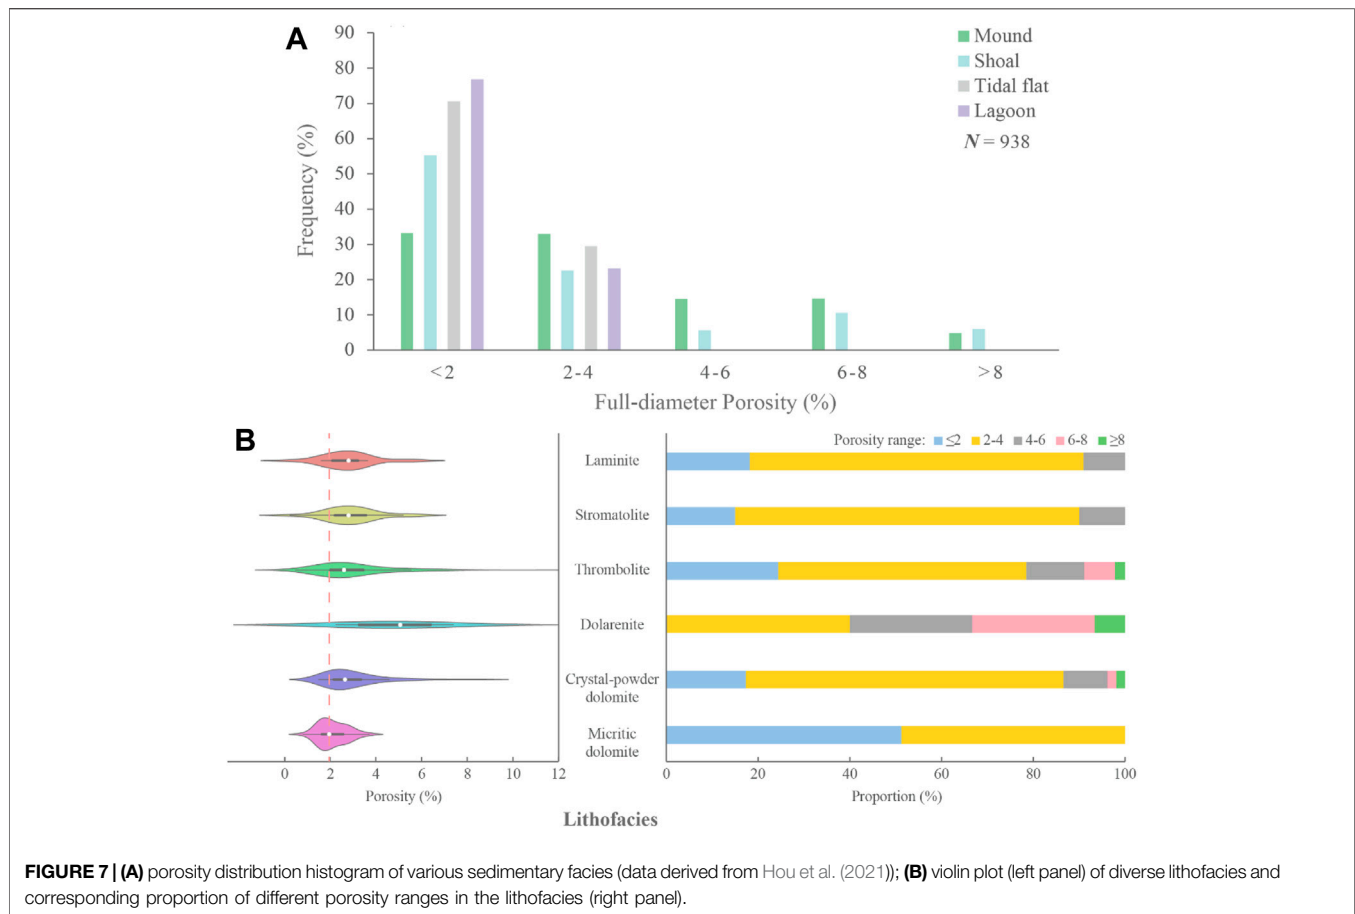 A
90
80
70
60
50
40
30
20
10
0
Frequency (%)
Mound
Shoal
Tidal flat
Lagoon
N = 938
<2 2-4 4-6 6-8 >8
Full-diameter Porosity (%)
B
Porosity range: ≤2 2-4 4-6 6-8 ≥8
Laminite
Stromatolite
Thrombolite
Dolarenite
Crystal-powder
dolomite
Micritic
dolomite
0 2 4 6 8 10 12
Porosity (%)
0 20 40 60 80 100
Proportion (%)
Lithofacies
FIGURE 7 | (A) porosity distribution histogram of various sedimentary facies (data derived from Hou et al. (2021)); (B) violin plot (left panel) of diverse lithofacies and
corresponding proportion of different porosity ranges in the lithofacies (right panel).